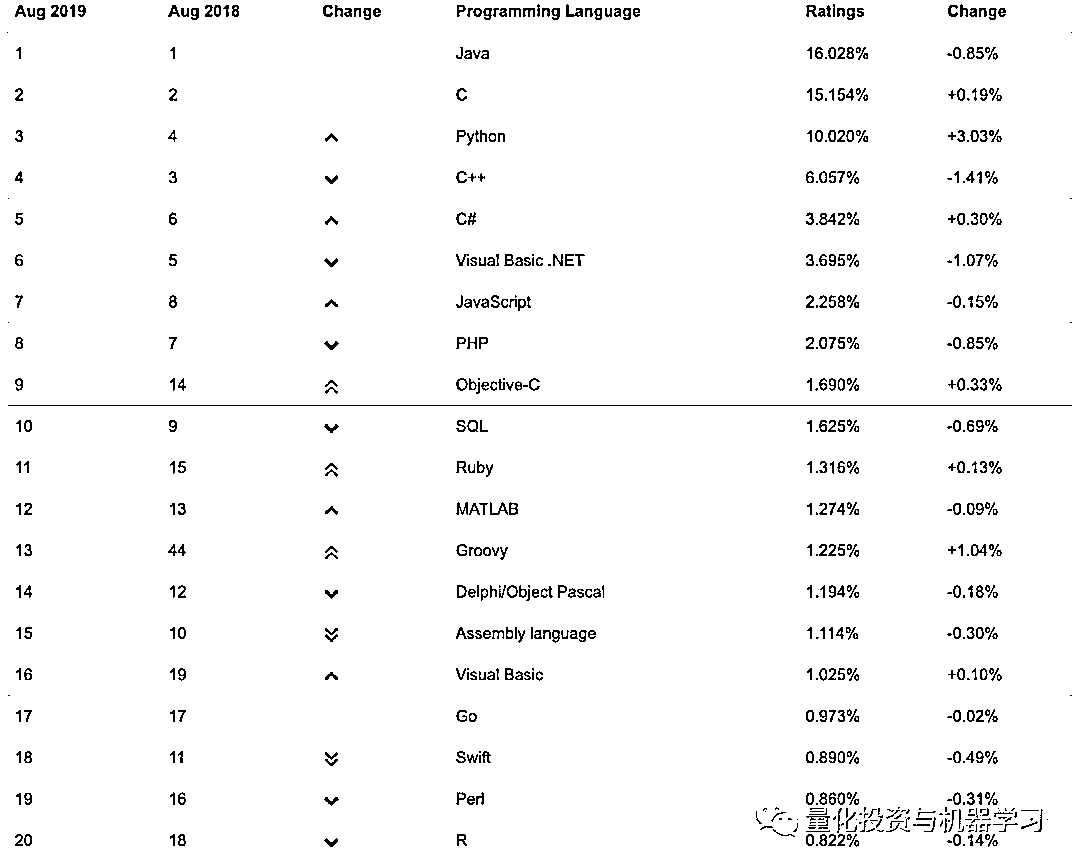 Aug 2019 Aug 2018 Change Programming Language Ratings Change
1 1 Java 16.028% -0.85%
2 2 C 15.154% +0.19%
3 4 Python 10.020% +3.03%
4 3 C++ 6.057% -1.41%
5 6 C# 3.842% +0.30%
6 5 Visual Basic .NET 3.695% -1.07%
7 8 JavaScript 2.258% -0.15%
8 7 PHP 2.075% -0.85%
9 14 Objective-C 1.690% +0.33%
10 9 SQL 1.625% -0.69%
11 15 Ruby 1.316% +0.13%
12 13 MATLAB 1.274% -0.09%
13 44 Groovy 1.225% +1.04%
14 12 Delphi/Object Pascal 1.194% -0.18%
15 10 Assembly language 1.114% -0.30%
16 19 Visual Basic 1.025% +0.10%
17 17 Go 0.973% -0.02%
18 11 Swift 0.890% -0.49%
19 16 Perl 0.860% -0.31%
量化投资与机器学习
20 18 R 0.822% -0.14%